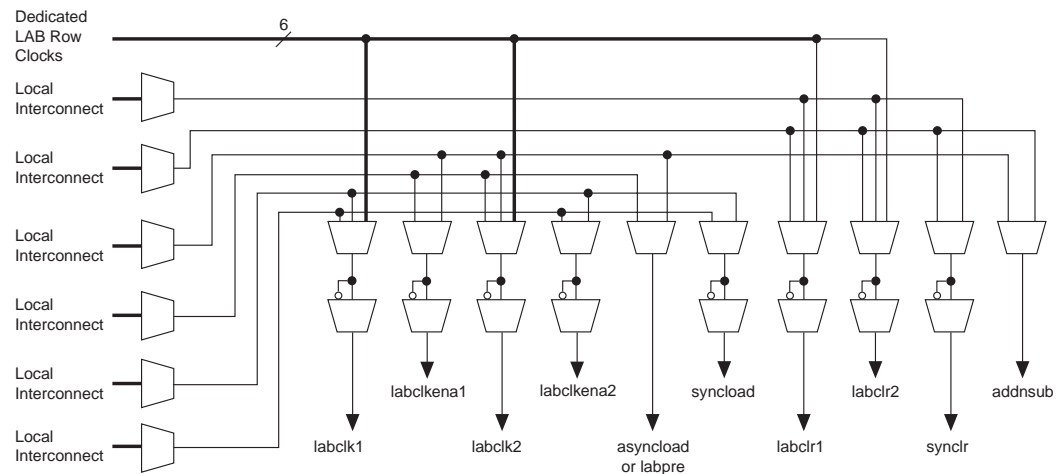 Dedicated
LAB Row
Clocks
6
Local
Interconnect
Local
Interconnect
Local
Interconnect
Local
Interconnect
Local
Interconnect
Local
Interconnect
labclkena1
labclkena2
syncload
labclr2
addnsub
labclk1
labclk2
asyncload
or labpre
labclr1
synclr